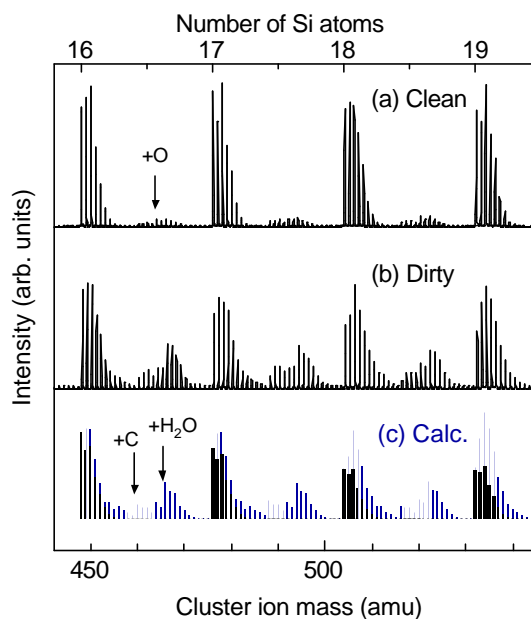 Number of Si atoms
16 17 18 19
(a) Clean
+O
(b) Dirty
Intensity (arb. units)
+C +H₂O (c) Calc.
450 500
Cluster ion mass (amu)